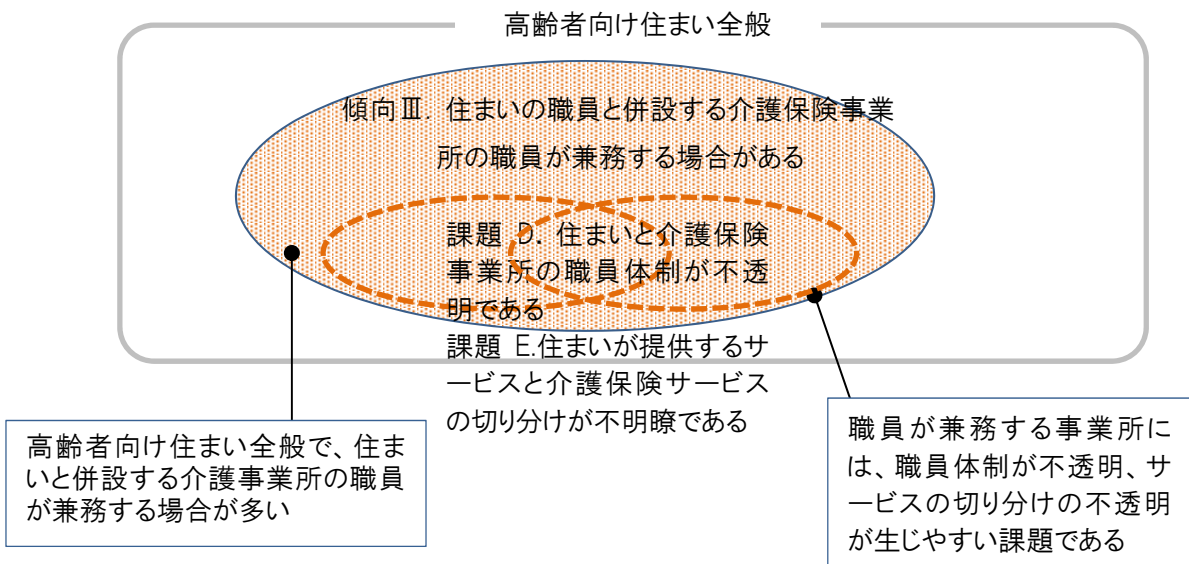 高齢者向け住まい全般
傾向Ⅲ. 住まいの職員と併設する介護保険事業
所の職員が兼務する場合がある
課題 D. 住まいと介護保険
事業所の職員体制が不透
明である
課題 E.住まいが提供するサ
ービスと介護保険サービス
の切り分けが不明瞭である
高齢者向け住まい全般で、住ま
いと併設する介護事業所の職員
が兼務する場合が多い
職員が兼務する事業所に
は、職員体制が不透明、サ
ービスの切り分けの不透明
が生じやすい課題である